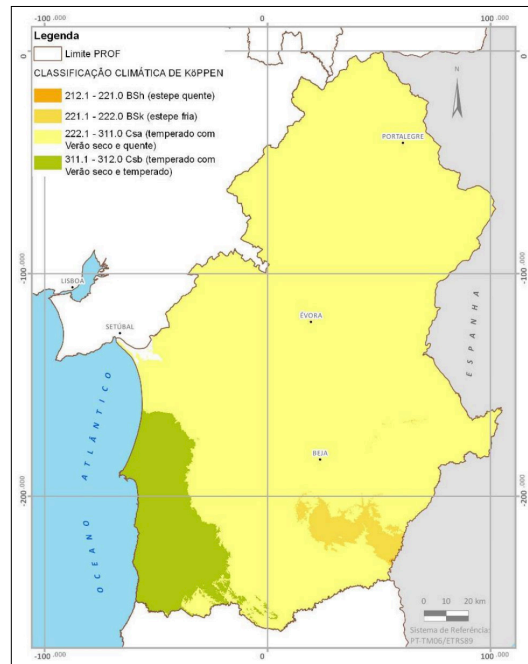 -100.000
0
100.000
Legenda
Limite PROF
CLASSIFICAÇÃO CLIMÁTICA DE KöPPEN
212.1 - 221.0 BSh (estepe quente)
221.1 - 222.0 BSk (estepe fria)
222.1 - 311.0 Csa (temperado com
Verão seco e quente)
311.1 - 312.0 Csb (temperado com
Verão seco e temperado)
0
0
N
PORTALEGRE
-100.000
-100.000
LISBOA
SETÚBAL
ÉVORA
ESPANHA
OCEANO ATLÂNTICO
BEJA
-200.000
-200.000
0 10 20 km
Sistema de Referência:
PT-TM06/ETRS89
-100.000
0
100.000